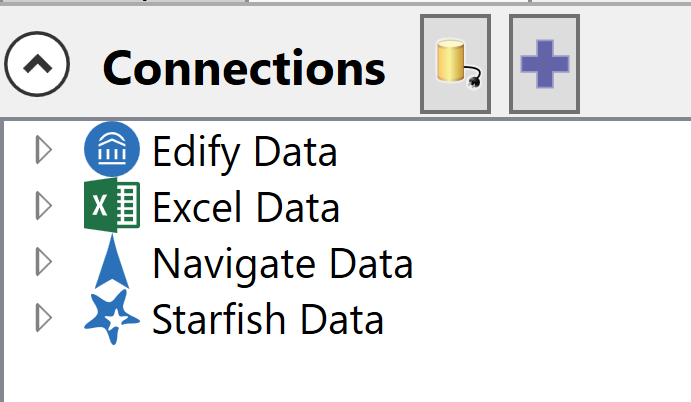 Connections
Edify Data
Excel Data
Navigate Data
Starfish Data